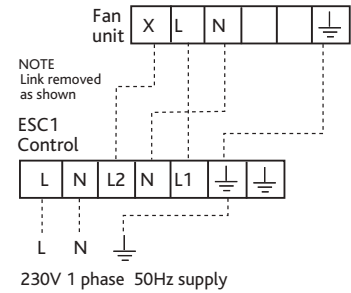 Fan
unit
X L N
NOTE
Link removed
as shown
ESC1
Control
L N L2 N L1
L N
230V 1 phase 50Hz supply